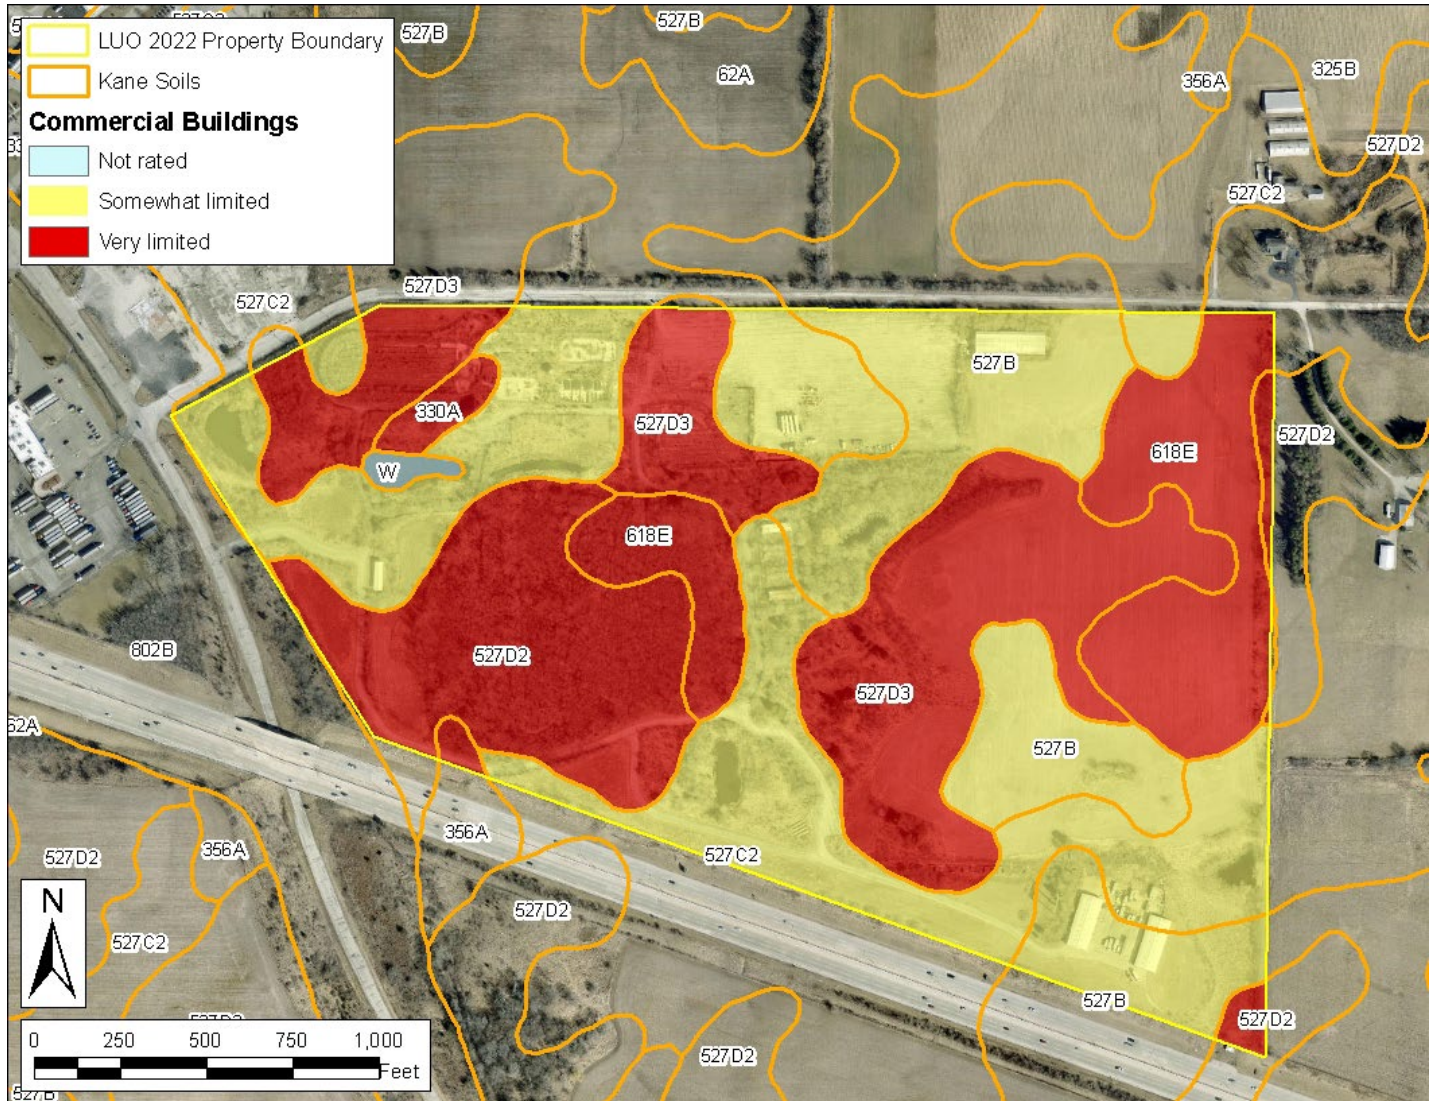 LUO 2022 Property Boundary
Kane Soils
Commercial Buildings
Not rated
Somewhat limited
Very limited
527B
527B
62A
356A
325B
527D2
527C2
527C2
527D3
527B
330A
527D3
527D2
W
618E
618E
802B
527D2
527D3
62A
527B
356A
527D2
356A
527C2
527D2
527C2
527B
527D2
527D2
N
0 250 500 750 1,000
Feet
527B